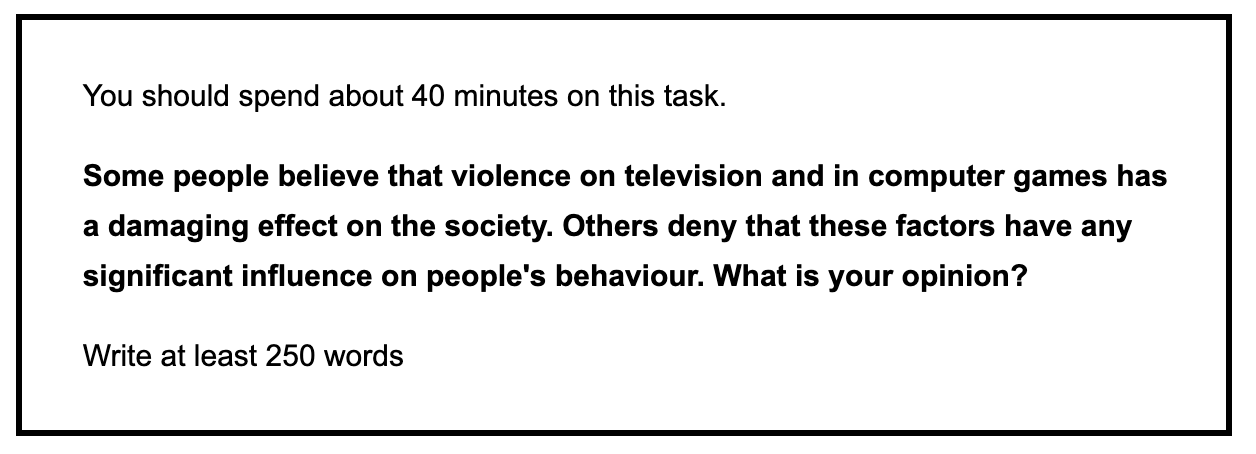 You should spend about 40 minutes on this task.
Some people believe that violence on television and in computer games has
a damaging effect on the society. Others deny that these factors have any
significant influence on people's behaviour. What is your opinion?
Write at least 250 words